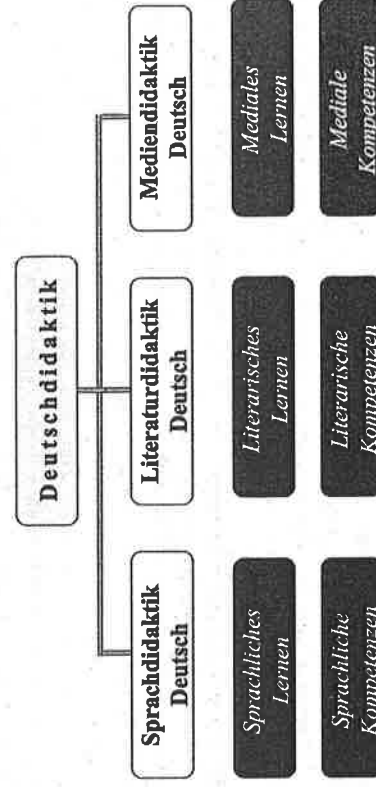 Deutschdidaktik
Sprachdidaktik
Deutsch
Literaturdidaktik
Deutsch
Mediendidaktik
Deutsch
Sprachliches
Lernen
Literarisches
Lernen
Mediales
Lernen
Sprachliche
Kompetenzen
Literarische
Kompetenzen
Mediale
Kompetenzen